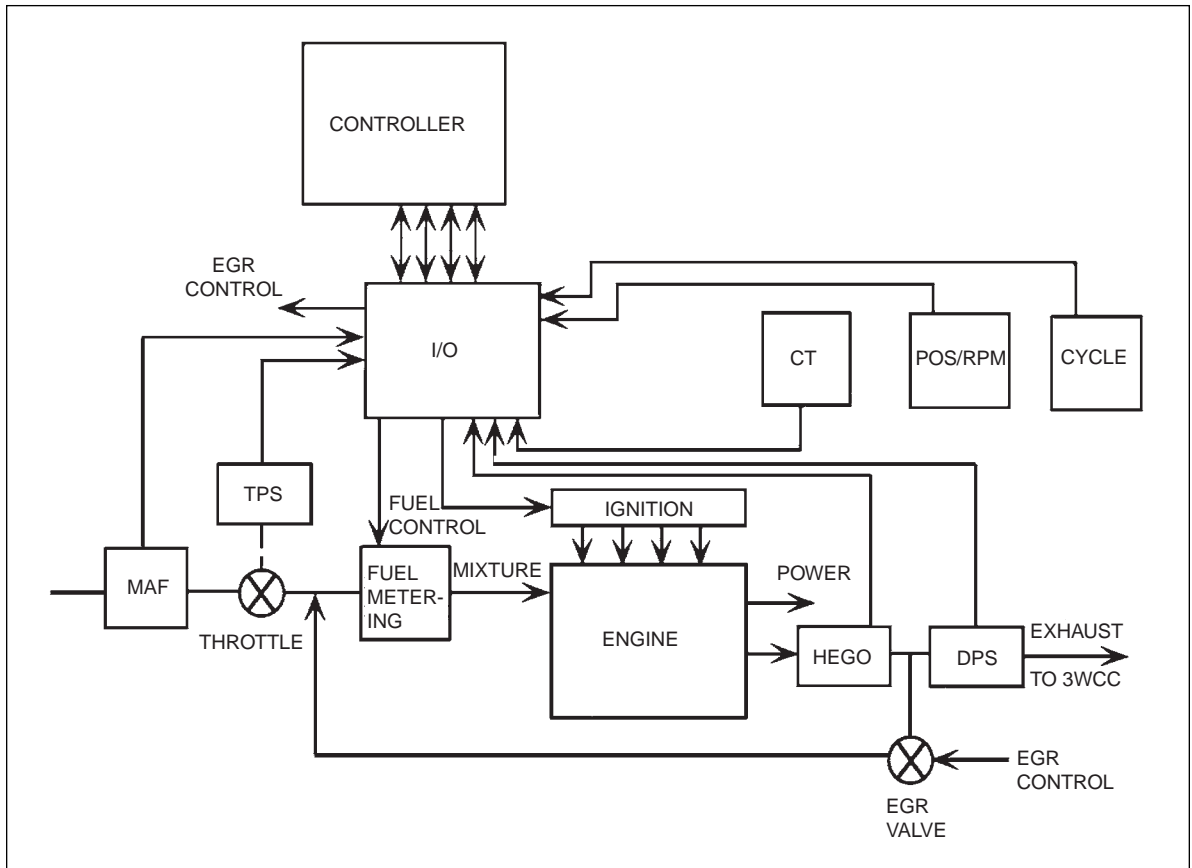 CONTROLLER
EGR
CONTROL
I/O
CT
POS/RPM
CYCLE
TPS
FUEL
CONTROL
IGNITION
MAF
THROTTLE
FUEL
METER-
ING
MIXTURE
ENGINE
POWER
HEGO
DPS
EXHAUST
TO 3WCC
EGR
VALVE
EGR
CONTROL